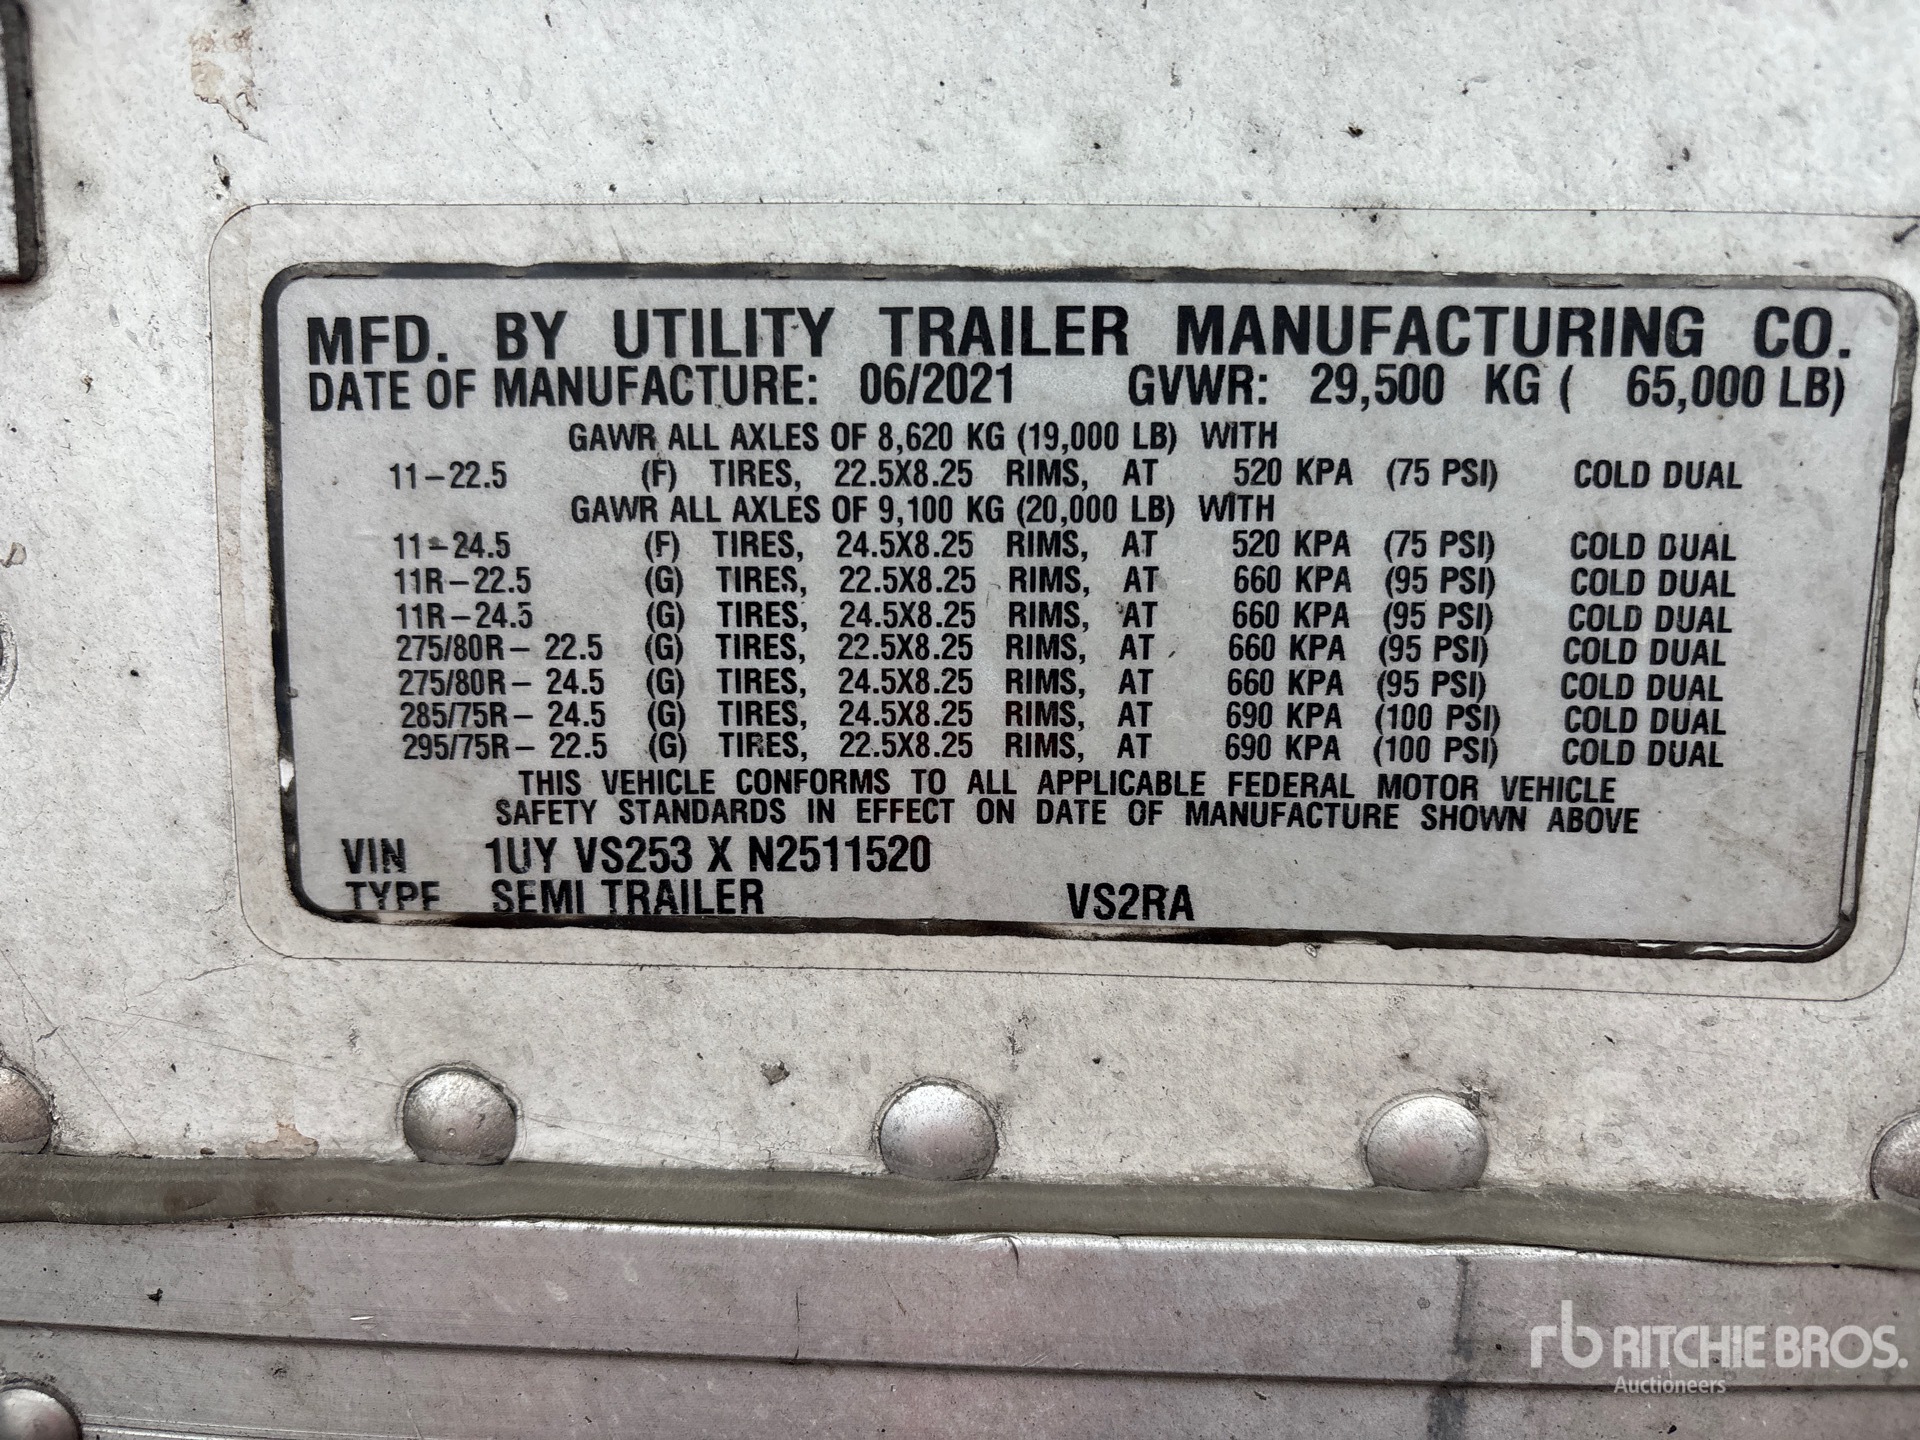 MFD. BY UTILITY TRAILER MANUFACTURING CO.
DATE OF MANUFACTURE: 06/2021 GVWR: 29,500 KG ( 65,000 LB)
GAWR ALL AXLES OF 8,620 KG (19,000 LB) WITH
11-22.5 (F) TIRES, 22.5X8.25 RIMS, AT 520 KPA (75 PSI) COLD DUAL
GAWR ALL AXLES OF 9,100 KG (20,000 LB) WITH
11-24.5 (F) TIRES, 24.5X8.25 RIMS, AT 520 KPA (75 PSI) COLD DUAL
11R-22.5 (G) TIRES, 22.5X8.25 RIMS, AT 660 KPA (95 PSI) COLD DUAL
11R-24.5 (G) TIRES, 24.5X8.25 RIMS, AT 660 KPA (95 PSI) COLD DUAL
275/80R- 22.5 (G) TIRES, 22.5X8.25 RIMS, AT 660 KPA (95 PSI) COLD DUAL
275/80R- 24.5 (G) TIRES, 24.5X8.25 RIMS, AT 660 KPA (95 PSI) COLD DUAL
285/75R- 24.5 (G) TIRES, 24.5X8.25 RIMS, AT 690 KPA (100 PSI) COLD DUAL
295/75R- 22.5 (G) TIRES, 22.5X8.25 RIMS, AT 690 KPA (100 PSI) COLD DUAL
THIS VEHICLE CONFORMS TO ALL APPLICABLE FEDERAL MOTOR VEHICLE
SAFETY STANDARDS IN EFFECT ON DATE OF MANUFACTURE SHOWN ABOVE
VIN 1UY VS253 X N2511520
TYPE SEMI TRAILER VS2RA
rb RITCHIE BROS.
Auctioneers